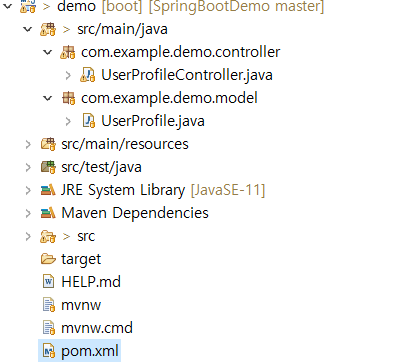 > demo [boot] [SpringBootDemo master]
> src/main/java
com.example.demo.controller
> UserProfileController.java
com.example.demo.model
> UserProfile.java
> src/main/resources
> src/test/java
> JRE System Library [JavaSE-11]
> Maven Dependencies
> > src
target
HELP.md
mvnw
mvnw.cmd
pom.xml